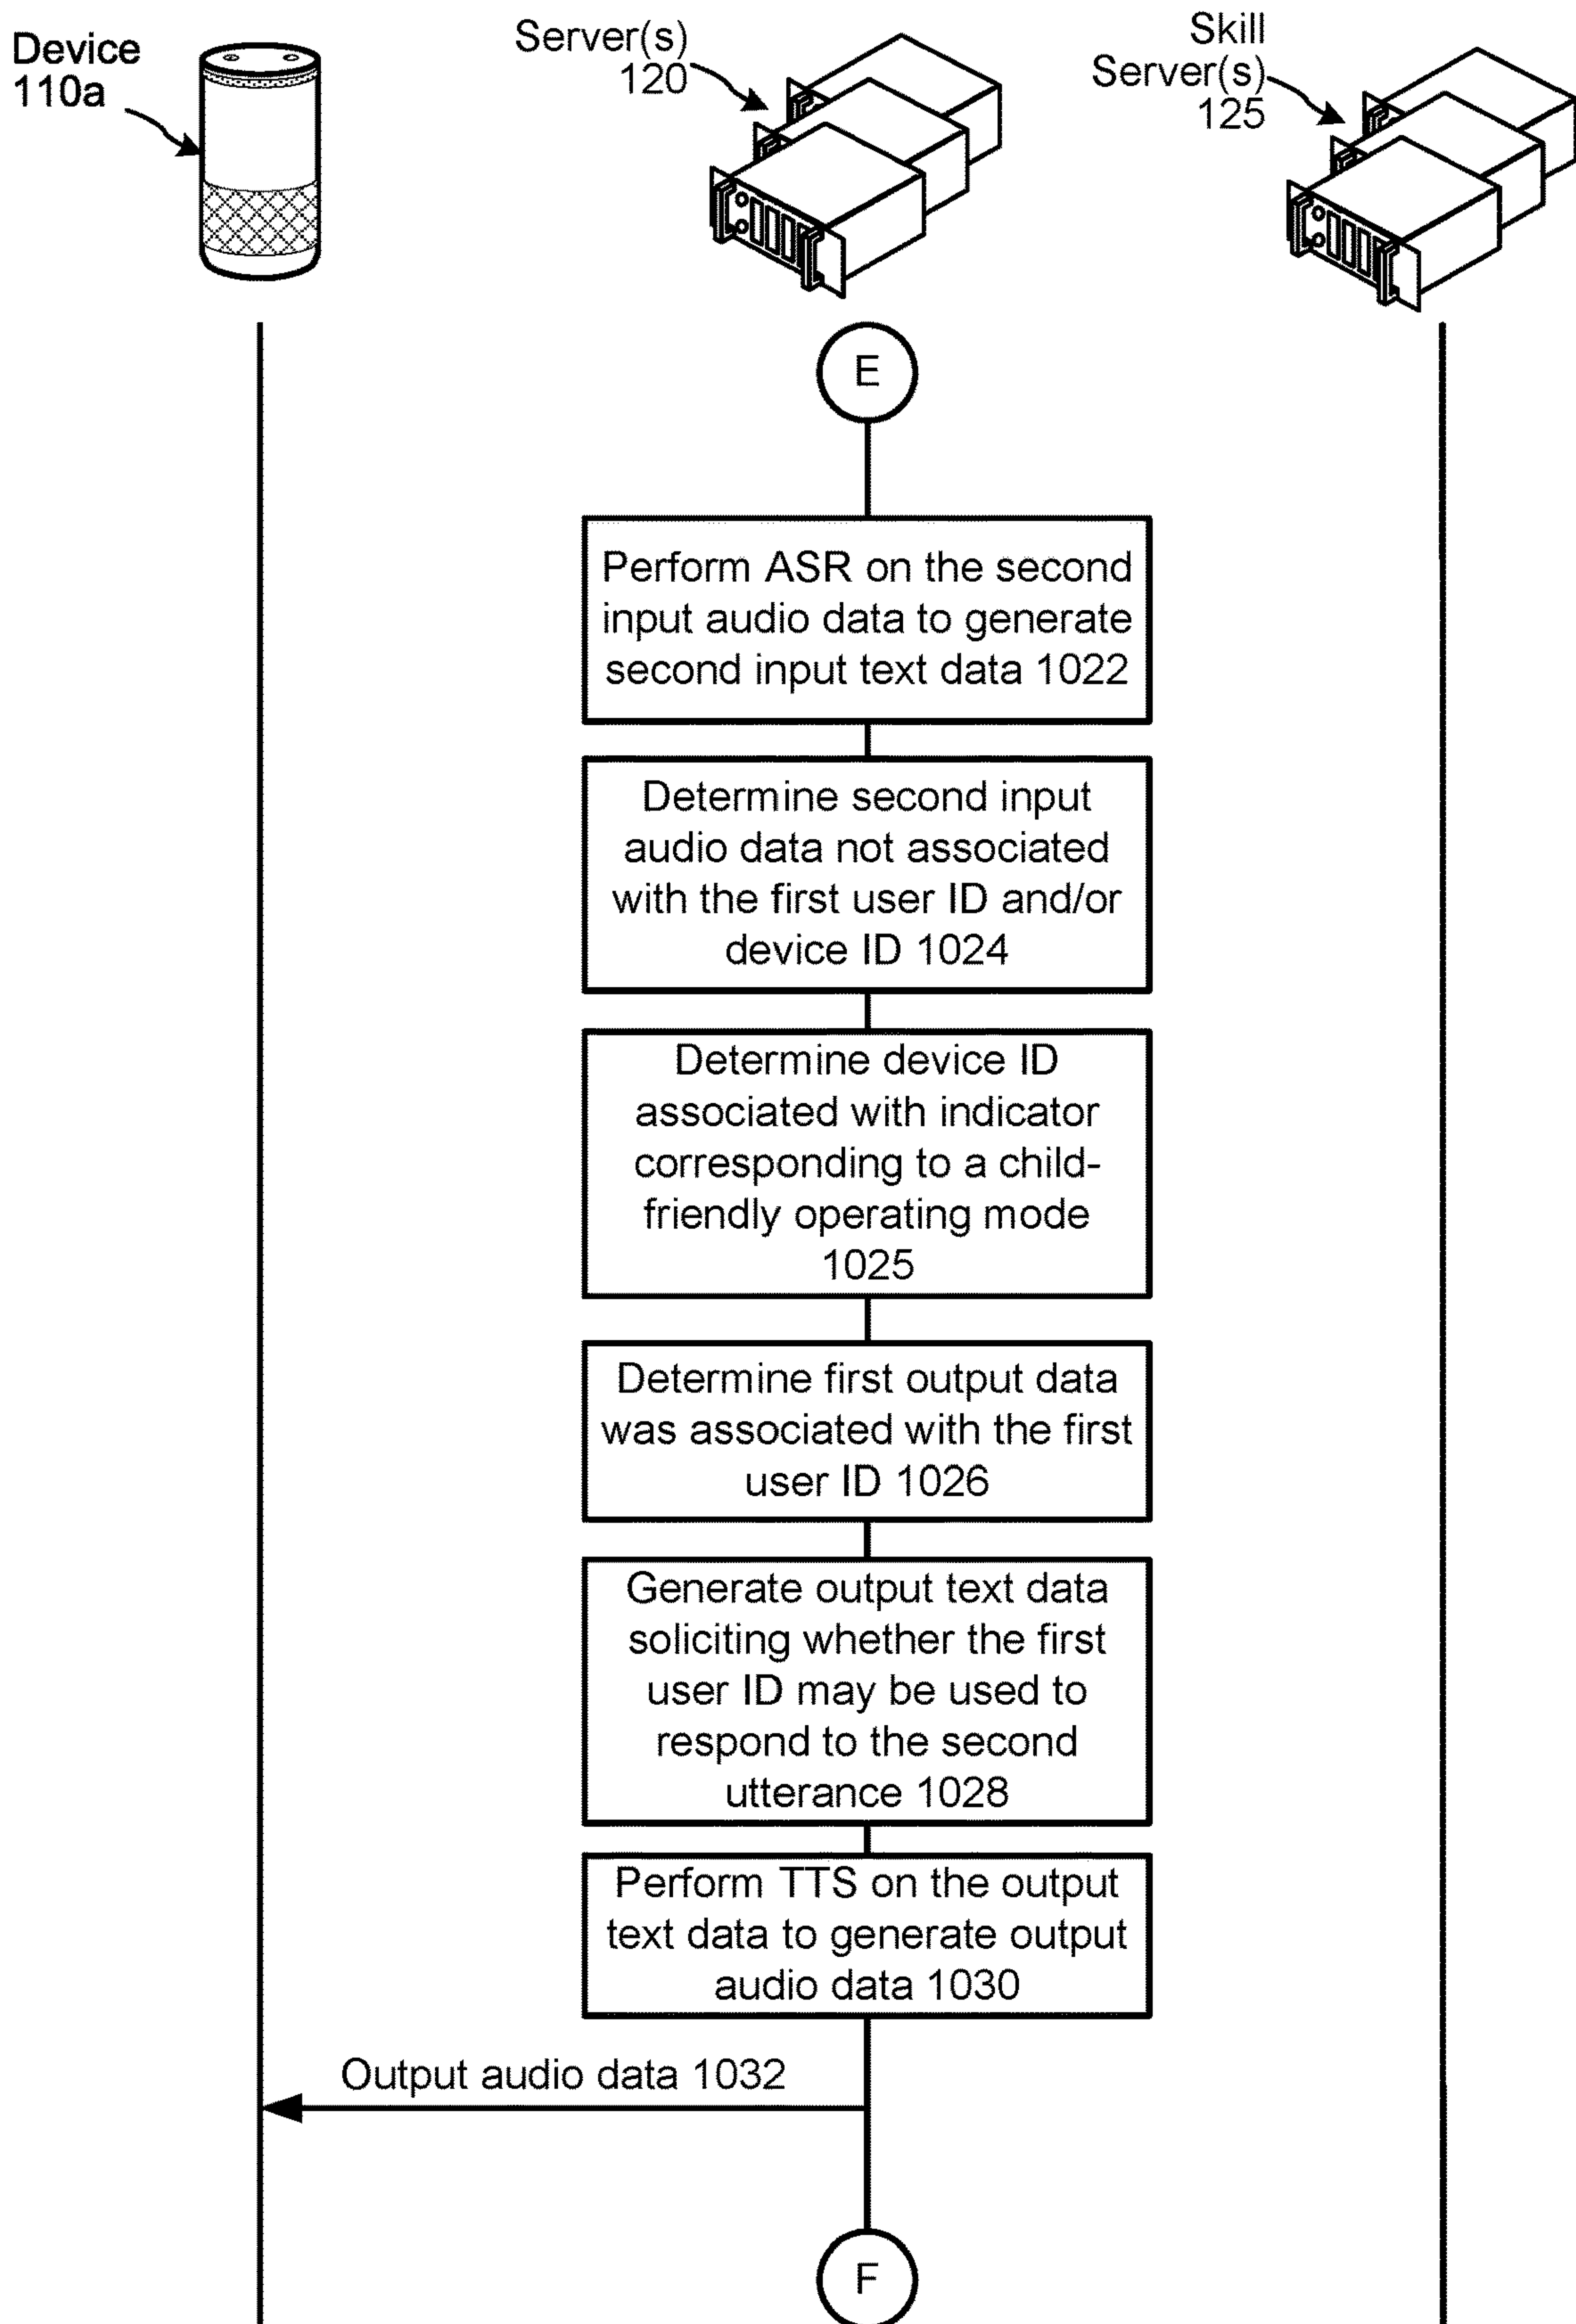 Device
110a
Server(s)
120
Skill
Server(s)
125
E
Perform ASR on the second
input audio data to generate
second input text data 1022
Determine second input
audio data not associated
with the first user ID and/or
device ID 1024
Determine device ID
associated with indicator
corresponding to a child-
friendly operating mode
1025
Determine first output data
was associated with the first
user ID 1026
Generate output text data
soliciting whether the first
user ID may be used to
respond to the second
utterance 1028
Perform TTS on the output
text data to generate output
audio data 1030
Output audio data 1032
F